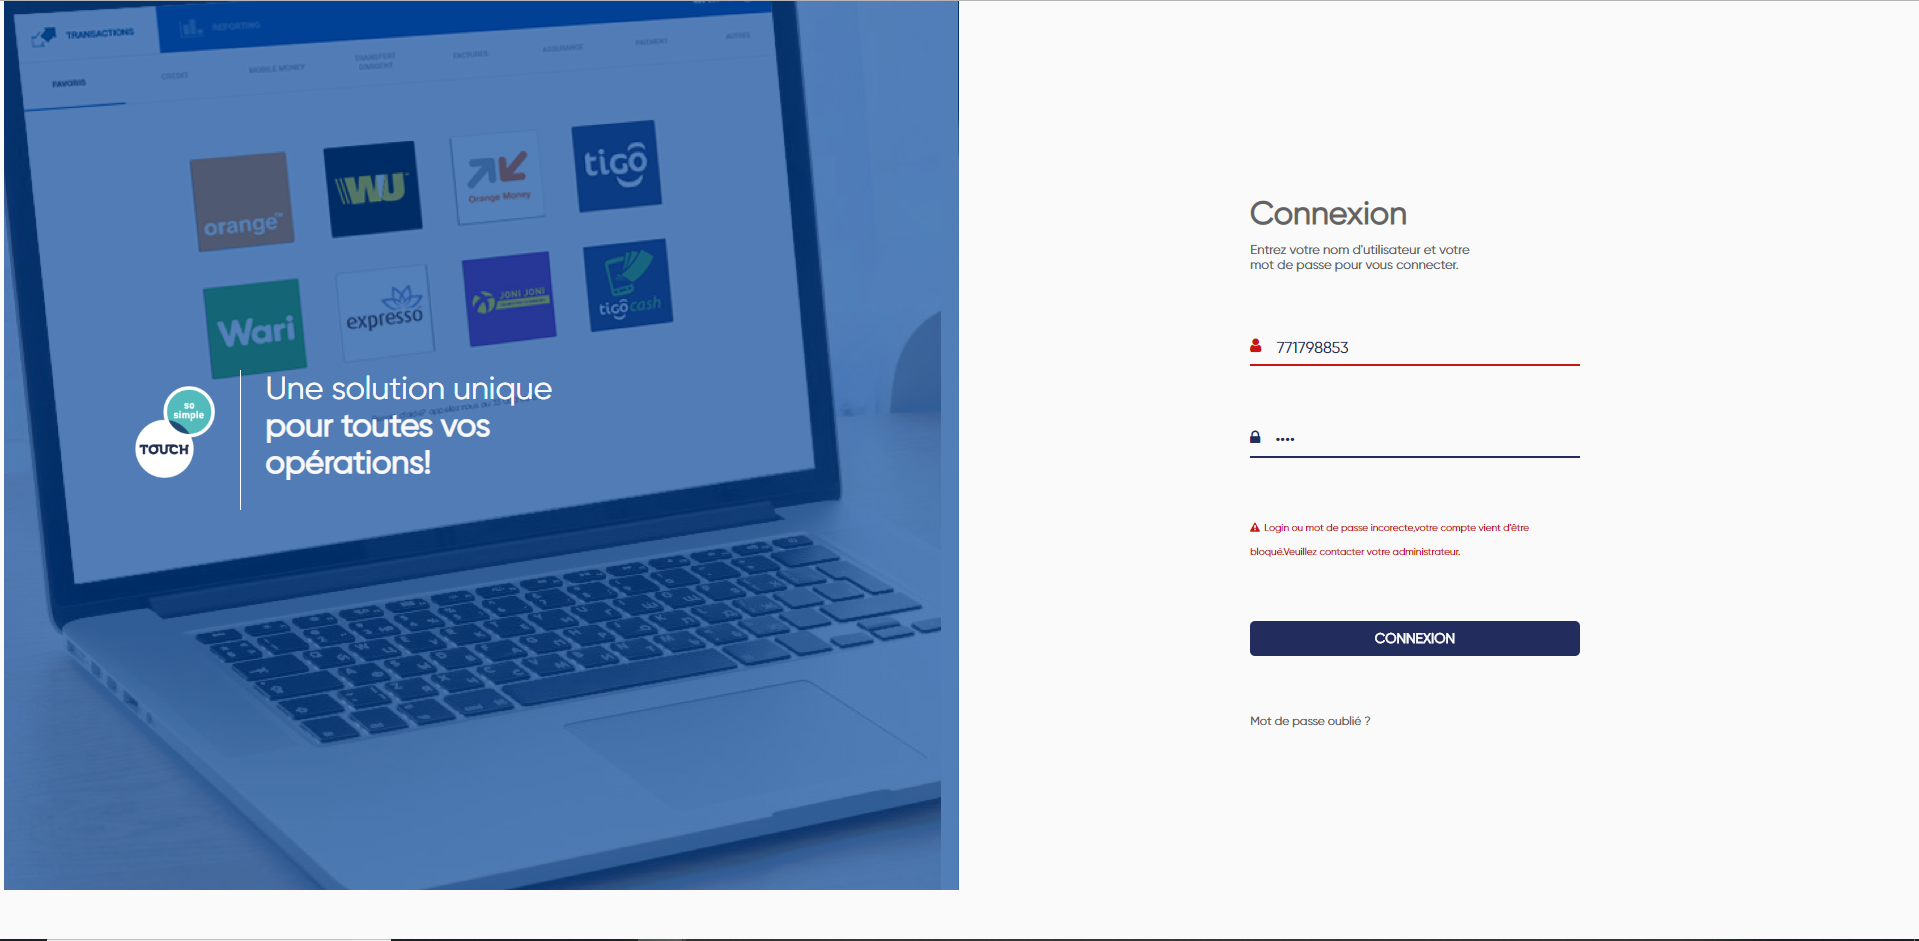 TRANSACTIONS
REPORTING
FAVORIS
CREDIT
MOBILE MONEY
TRANSFERT
D'ARGENT
FACTURES
ASSURANCE
PAIEMENT
AUTRES
orange™
WU
Orange Money
tigo
Wari
expresso
JONI JONI
tigo cash
so
simple
TOUCH
Une solution unique
pour toutes vos
opérations!
Connexion
Entrez votre nom d'utilisateur et votre
mot de passe pour vous connecter.
771798853
••••
Login ou mot de passe incorecte,votre compte vient d'être
bloqué.Veuillez contacter votre administrateur.
CONNEXION
Mot de passe oublié ?